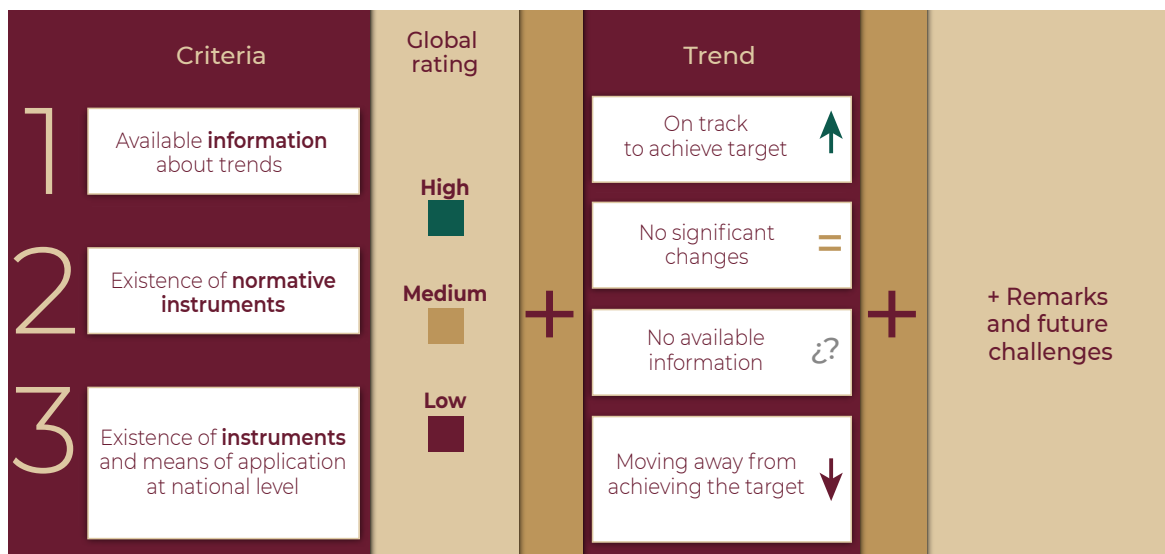 Criteria
1
Available information
about trends
2
Existence of normative
instruments
3
Existence of instruments
and means of application
at national level
Global
rating
High
Medium
Low
+
Trend
On track
to achieve target
No significant
changes
=
No available
information
¿?
Moving away from
achieving the target
+
+ Remarks
and future
challenges